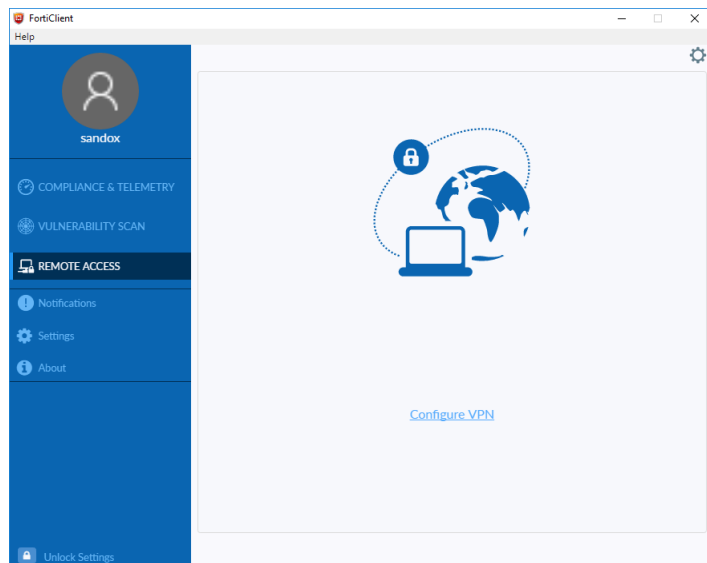 FortiClient
Help
sandox
COMPLIANCE & TELEMETRY
VULNERABILITY SCAN
REMOTE ACCESS
Notifications
Settings
About
Configure VPN
Unlock Settings